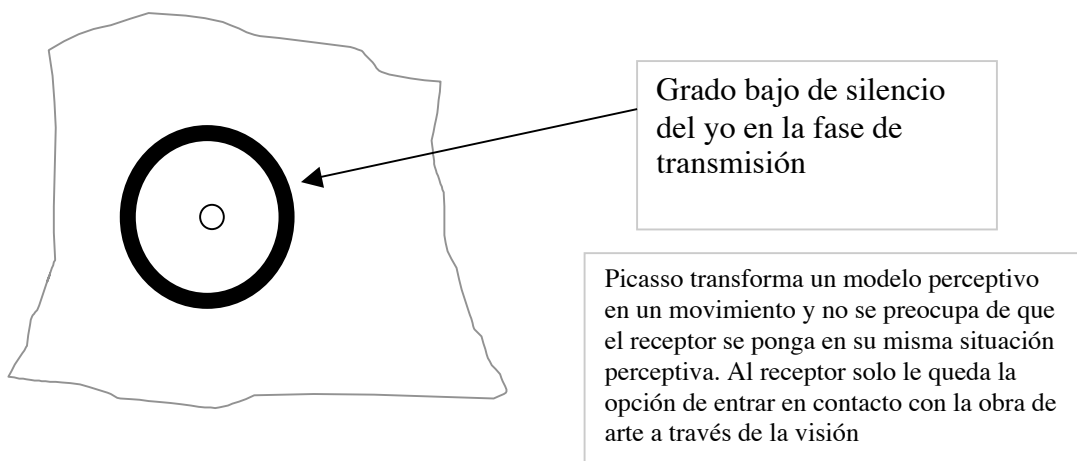 Grado bajo de silencio
del yo en la fase de
transmisión
Picasso transforma un modelo perceptivo
en un movimiento y no se preocupa de que
el receptor se ponga en su misma situación
perceptiva. Al receptor solo le queda la
opción de entrar en contacto con la obra de
arte a través de la visión